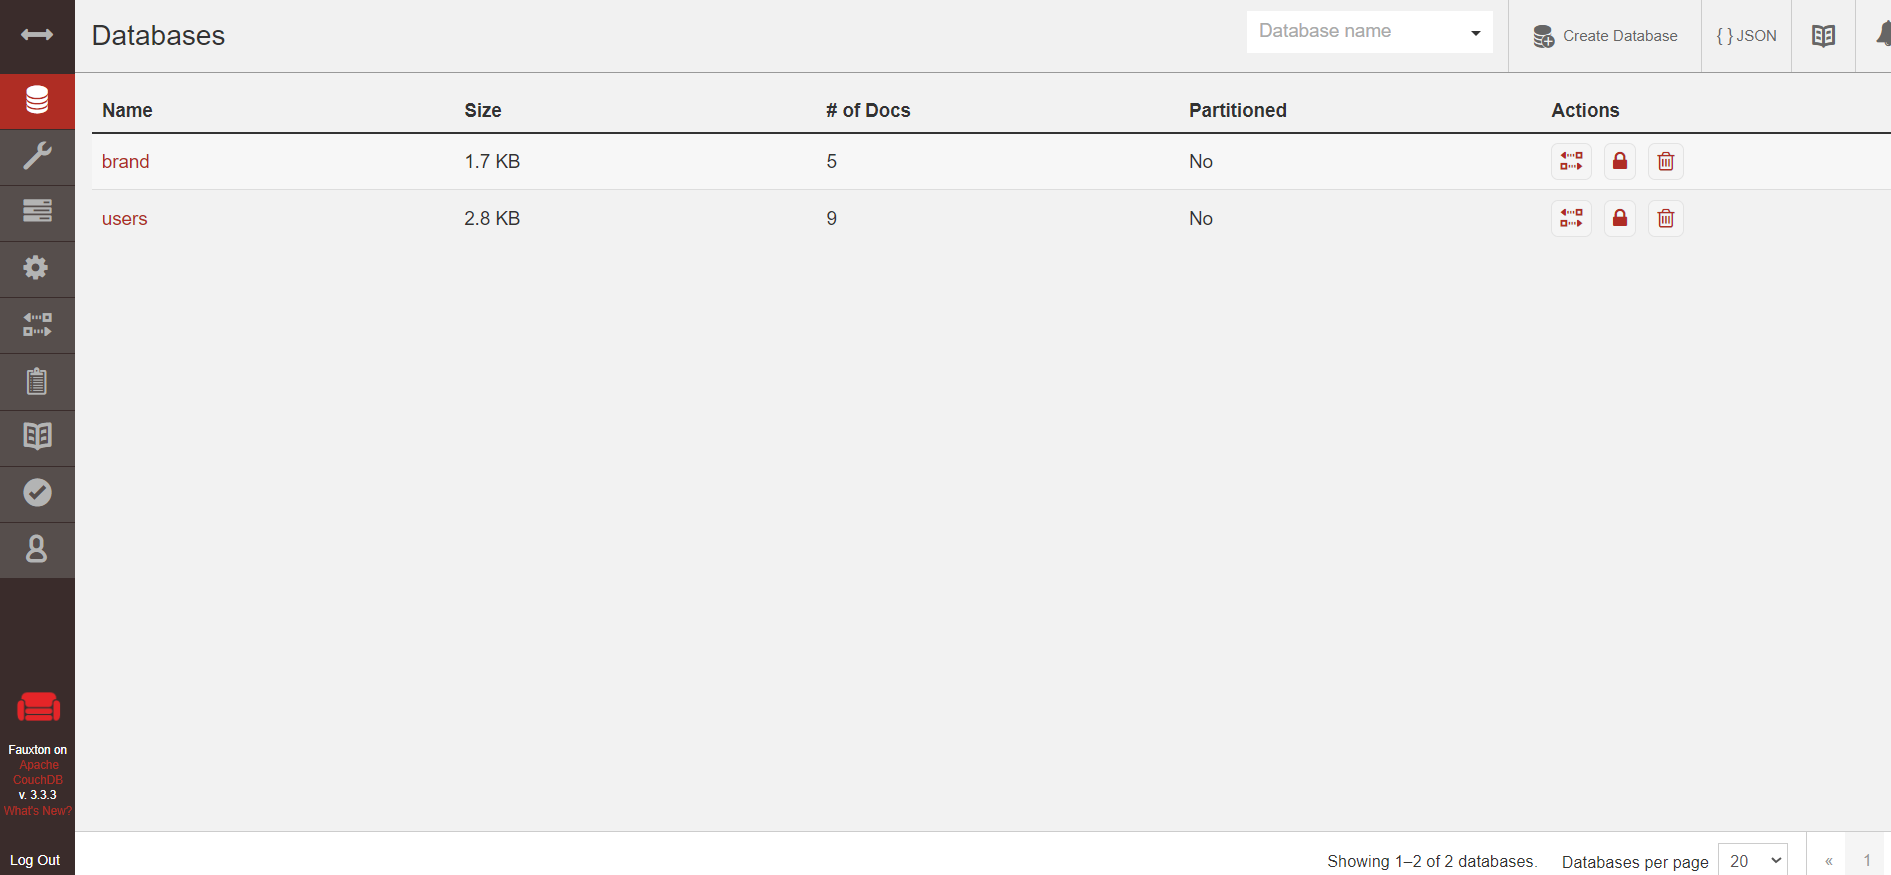 Databases
Database name
Create Database
{ } JSON
Name Size # of Docs Partitioned Actions
brand 1.7 KB 5 No
users 2.8 KB 9 No
Fauxton on
Apache
CouchDB
v. 3.3.3
What's New?
Log Out
Showing 1–2 of 2 databases. Databases per page 20 « 1